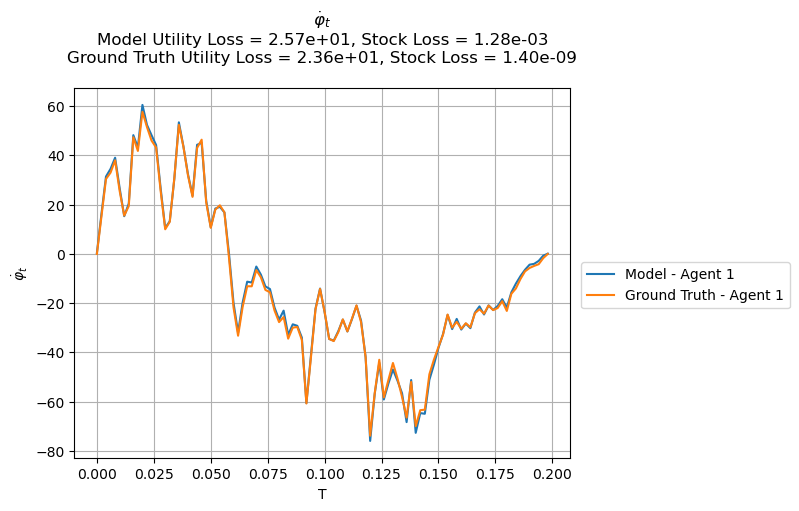 φ̇ₜ
Model Utility Loss = 2.57e+01, Stock Loss = 1.28e-03
Ground Truth Utility Loss = 2.36e+01, Stock Loss = 1.40e-09
60
40
20
0
−20
−40
−60
−80
φ̇ₜ
0.000 0.025 0.050 0.075 0.100 0.125 0.150 0.175 0.200
T
Model - Agent 1
Ground Truth - Agent 1